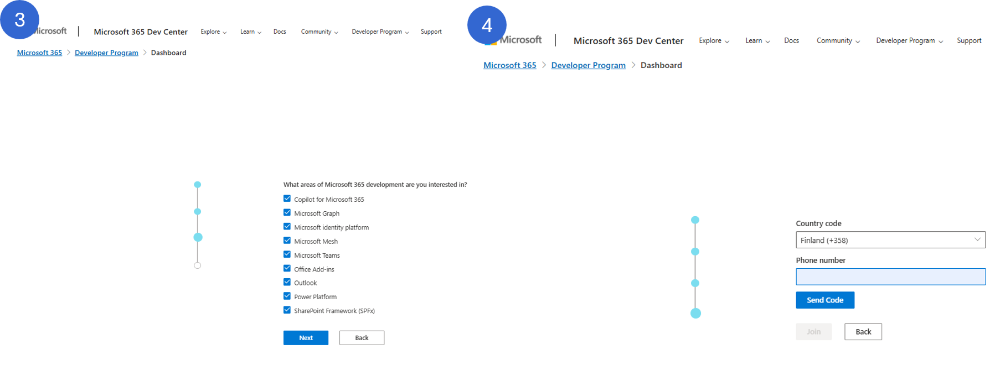 3
Microsoft
Microsoft 365 Dev Center
Explore
Learn
Docs
Community
Developer Program
Support
Microsoft 365 > Developer Program > Dashboard
What areas of Microsoft 365 development are you interested in?
Copilot for Microsoft 365
Microsoft Graph
Microsoft identity platform
Microsoft Mesh
Microsoft Teams
Office Add-ins
Outlook
Power Platform
SharePoint Framework (SPFx)
Next
Back
4
Microsoft
Microsoft 365 Dev Center
Explore
Learn
Docs
Community
Developer Program
Support
Microsoft 365 > Developer Program > Dashboard
Country code
Finland (+358)
Phone number
Send Code
Join
Back